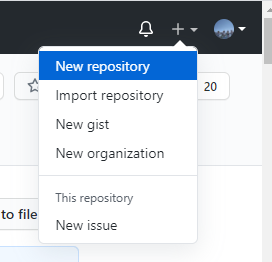 New repository
20
Import repository
New gist
New organization
This repository
to file
New issue